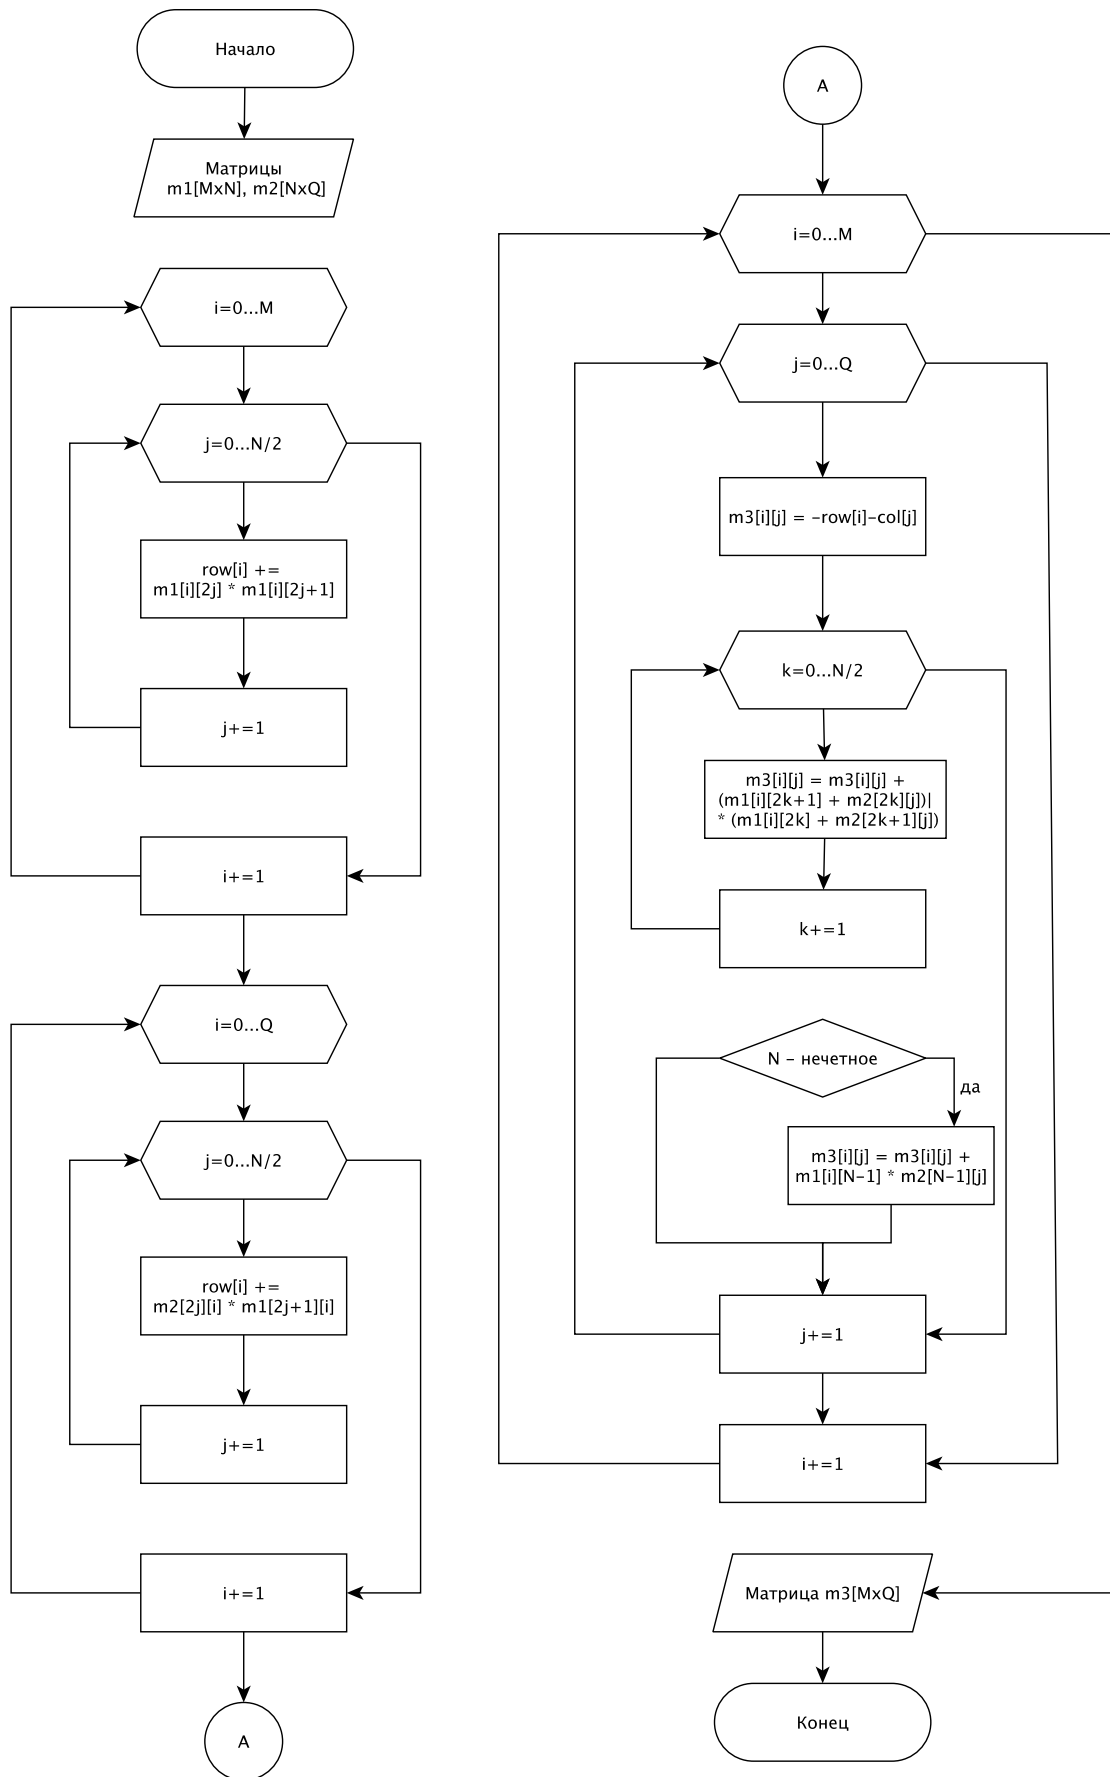 Начало
Матрицы
m1[MxN], m2[NxQ]
i=0...M
j=0...N/2
row[i] +=
m1[i][2j] * m1[i][2j+1]
j+=1
i+=1
i=0...Q
j=0...N/2
row[i] +=
m2[2j][i] * m1[2j+1][i]
j+=1
i+=1
A
A
i=0...M
j=0...Q
m3[i][j] = -row[i]-col[j]
k=0...N/2
m3[i][j] = m3[i][j] +
(m1[i][2k+1] + m2[2k][j])|
* (m1[i][2k] + m2[2k+1][j])
k+=1
N - нечетное
да
m3[i][j] = m3[i][j] +
m1[i][N-1] * m2[N-1][j]
j+=1
i+=1
Матрица m3[MxQ]
Конец